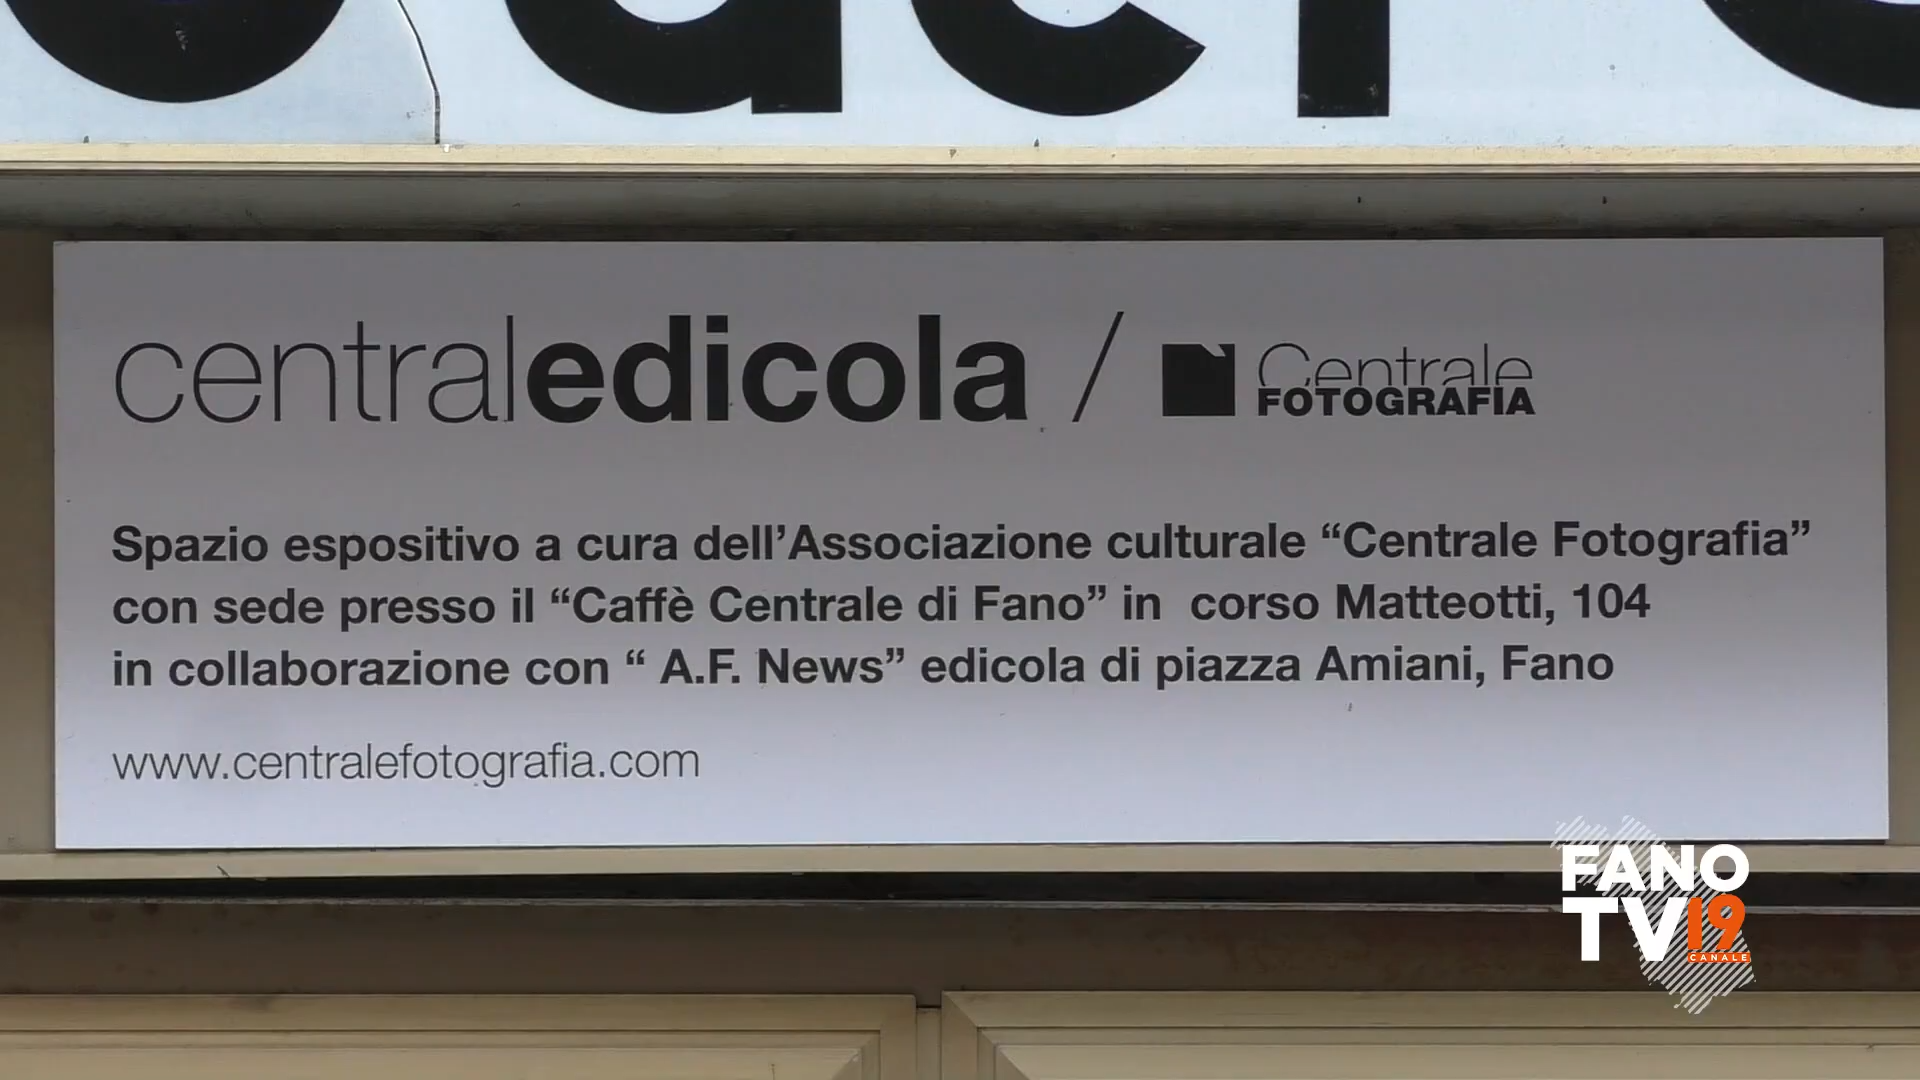 centraledicola / Centrale
FOTOGRAFIA
Spazio espositivo a cura dell’Associazione culturale “Centrale Fotografia”
con sede presso il “Caffè Centrale di Fano” in corso Matteotti, 104
in collaborazione con “ A.F. News” edicola di piazza Amiani, Fano
www.centralefotografia.com
FANO
TV19
CANALE